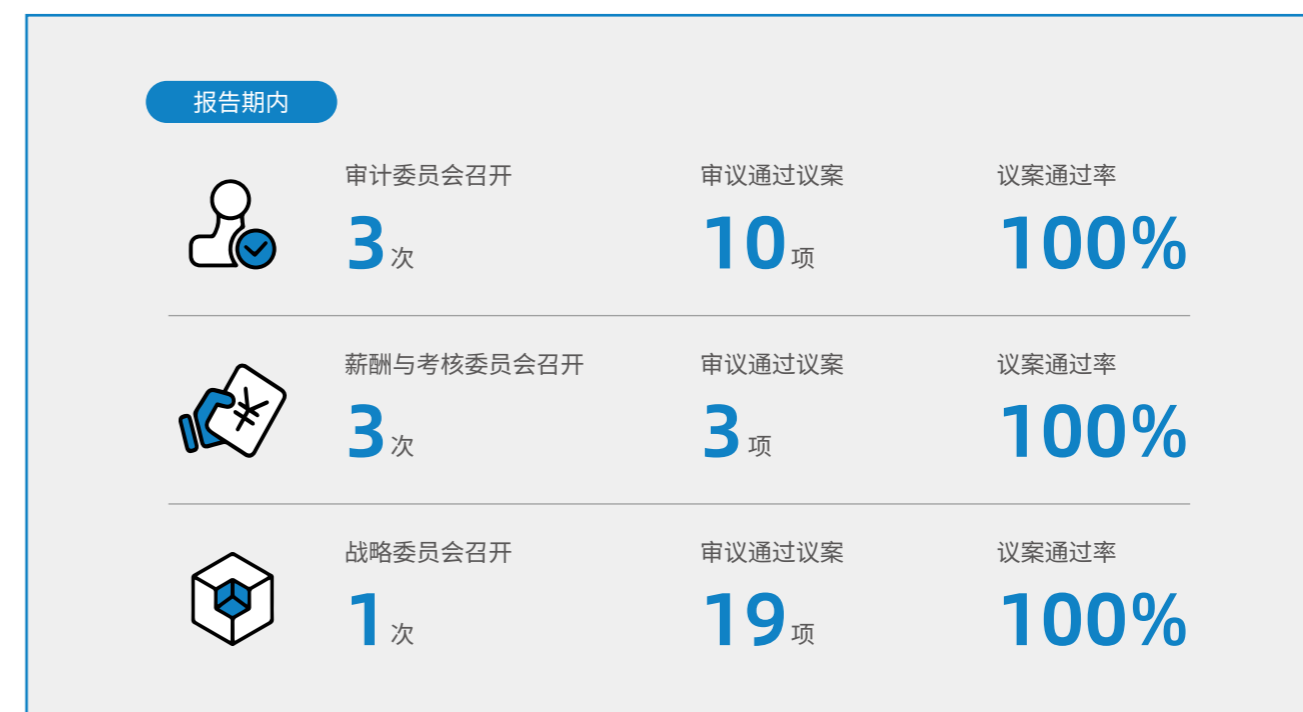 报告期内
审计委员会召开 审议通过议案 议案通过率
3次 10项 100%
薪酬与考核委员会召开 审议通过议案 议案通过率
3次 3项 100%
战略委员会召开 审议通过议案 议案通过率
1次 19项 100%